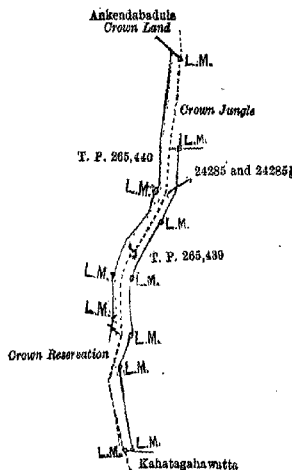 Ankendabadula
Crown Land
L.M.
Crown Jungle
L.M.
T. P. 265,440
24285 and 24285½
L.M.
L.M.
T. P. 265,439
L.M.
L.M.
L.M.
L.M.
Crown Reservation
L.M.
L.M.
L.M.
Kahatagahawutta